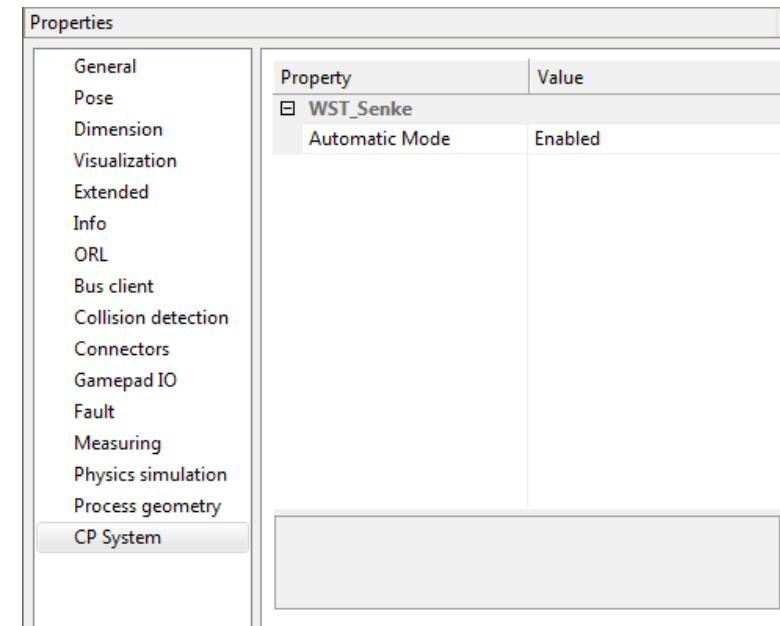 Properties
General
Pose
Dimension
Visualization
Extended
Info
ORL
Bus client
Collision detection
Connectors
Gamepad IO
Fault
Measuring
Physics simulation
Process geometry
CP System
Property Value
WST_Senke
Automatic Mode Enabled